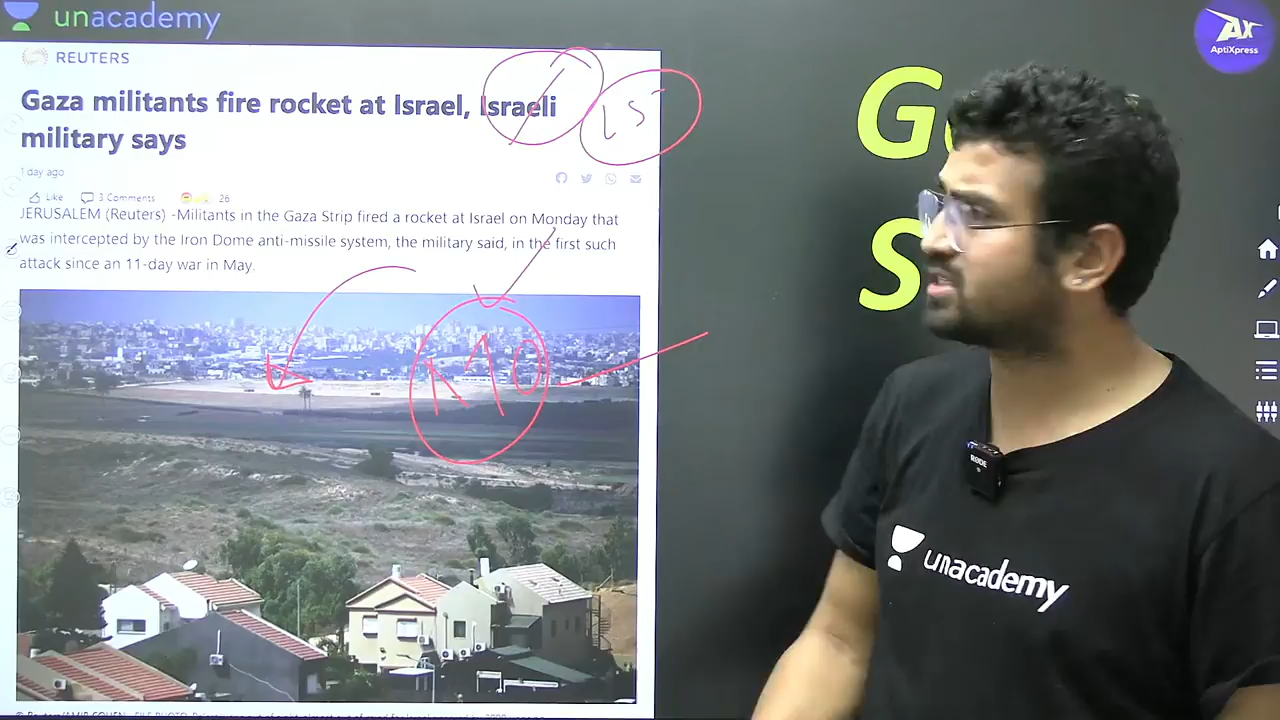 unacademy
REUTERS
Gaza militants fire rocket at Israel, Israeli
military says
1 day ago
Like 3 Comments 26
JERUSALEM (Reuters) -Militants in the Gaza Strip fired a rocket at Israel on Monday that
was intercepted by the Iron Dome anti-missile system, the military said, in the first such
attack since an 11-day war in May.
AX
AptiXpress
G
S
RODE
unacademy